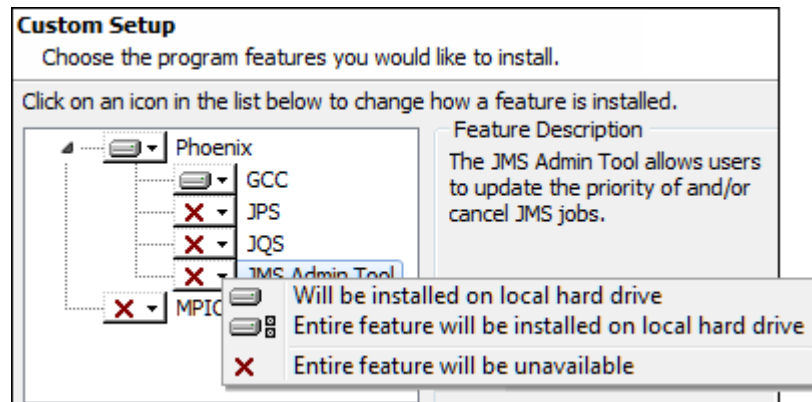 Custom Setup
Choose the program features you would like to install.
Click on an icon in the list below to change how a feature is installed.
Phoenix
GCC
JPS
JQS
JMS Admin Tool
MPIC
Feature Description
The JMS Admin Tool allows users
to update the priority of and/or
cancel JMS jobs.
Will be installed on local hard drive
Entire feature will be installed on local hard drive
Entire feature will be unavailable